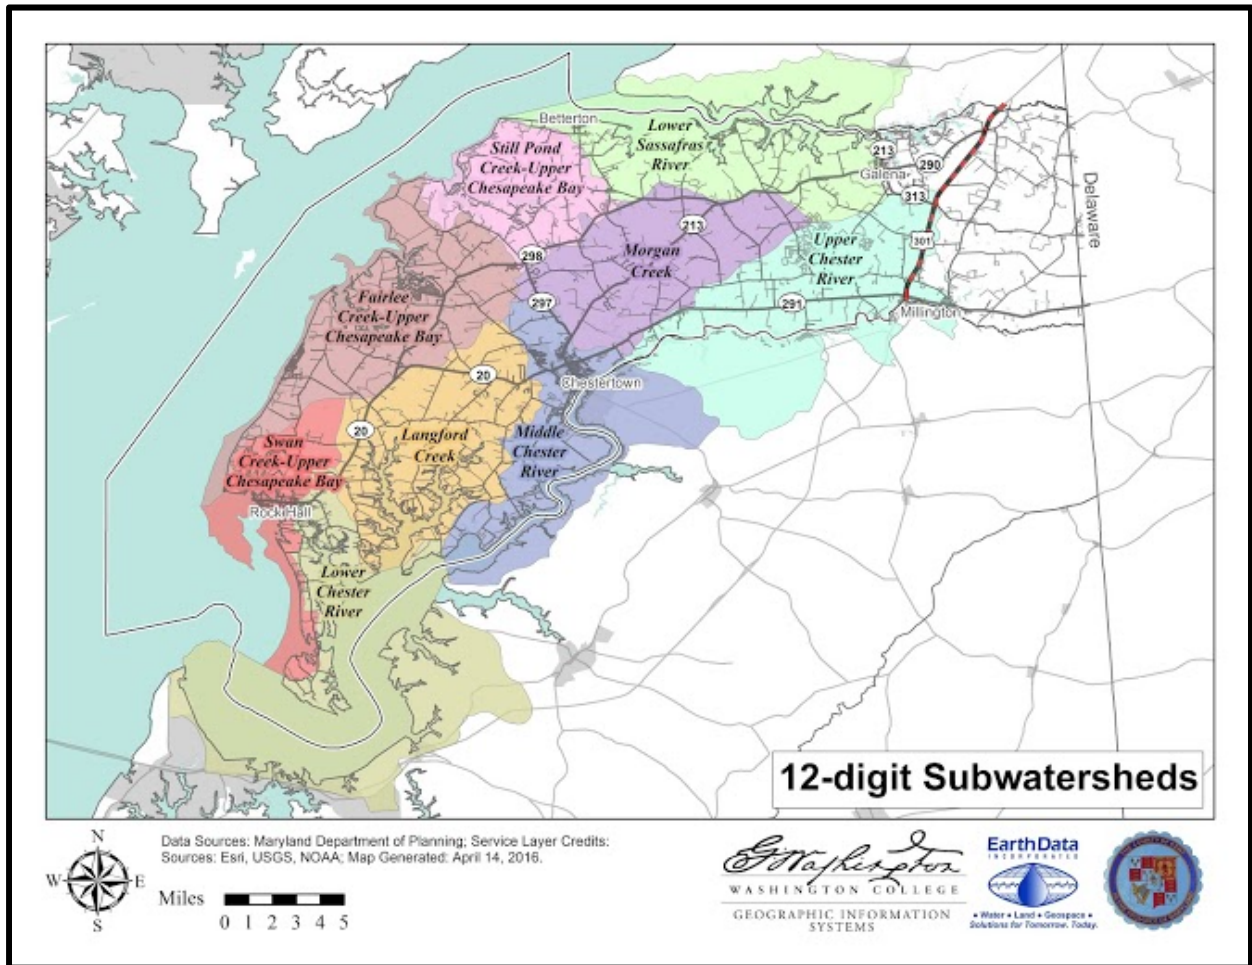 Betterton
Lower
Sassafras
River
Still Pond
Creek-Upper
Chesapeake Bay
213
290
Galena
313
Delaware
213
Morgan
Creek
Upper
Chester
River
301
298
297
291
Millington
Fairlee
Creek-Upper
Chesapeake Bay
20
Chestertown
20
Langford
Creek
Middle
Chester
River
Swan
Creek-Upper
Chesapeake Bay
Rock Hall
Lower
Chester
River
12-digit Subwatersheds
N
W
E
S
Data Sources: Maryland Department of Planning; Service Layer Credits:
Sources: Esri, USGS, NOAA; Map Generated: April 14, 2016.
Miles
0 1 2 3 4 5
GWashington
WASHINGTON COLLEGE
GEOGRAPHIC INFORMATION
SYSTEMS
EarthData
INCORPORATED
• Water • Land • Geospace •
Solutions for Tomorrow. Today.